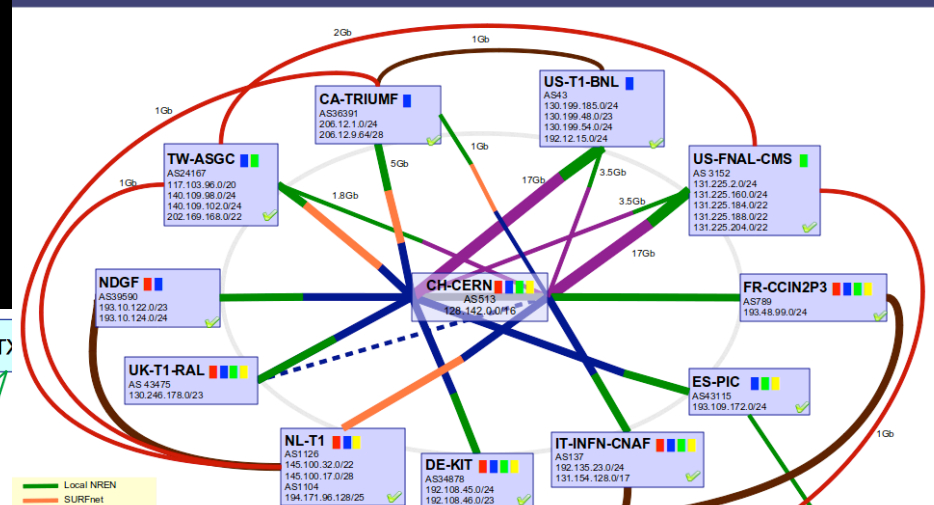 2Gb
1Gb
1Gb
CA-TRIUMF
AS36391
206.12.1.0/24
206.12.9.64/28
US-T1-BNL
AS43
130.199.185.0/24
130.199.48.0/23
130.199.54.0/24
192.12.15.0/24
TW-ASGC
AS24167
117.103.96.0/20
140.109.98.0/24
140.109.102.0/24
202.169.168.0/22
US-FNAL-CMS
AS 3152
131.225.2.0/24
131.225.160.0/24
131.225.184.0/22
131.225.188.0/22
131.225.204.0/22
1Gb
5Gb
1Gb
1.8Gb
17Gb
3.5Gb
3.5Gb
17Gb
NDGF
AS39590
193.10.122.0/23
193.10.124.0/24
CH-CERN
AS513
128.142.0.0/16
FR-CCIN2P3
AS789
193.48.99.0/24
UK-T1-RAL
AS 43475
130.246.178.0/23
ES-PIC
AS43115
193.109.172.0/24
1Gb
NL-T1
AS1126
145.100.32.0/22
145.100.17.0/28
AS1104
194.171.96.128/25
DE-KIT
AS34878
192.108.45.0/24
192.108.46.0/23
IT-INFN-CNAF
AS137
192.135.23.0/24
131.154.128.0/17
Local NREN
SURFnet